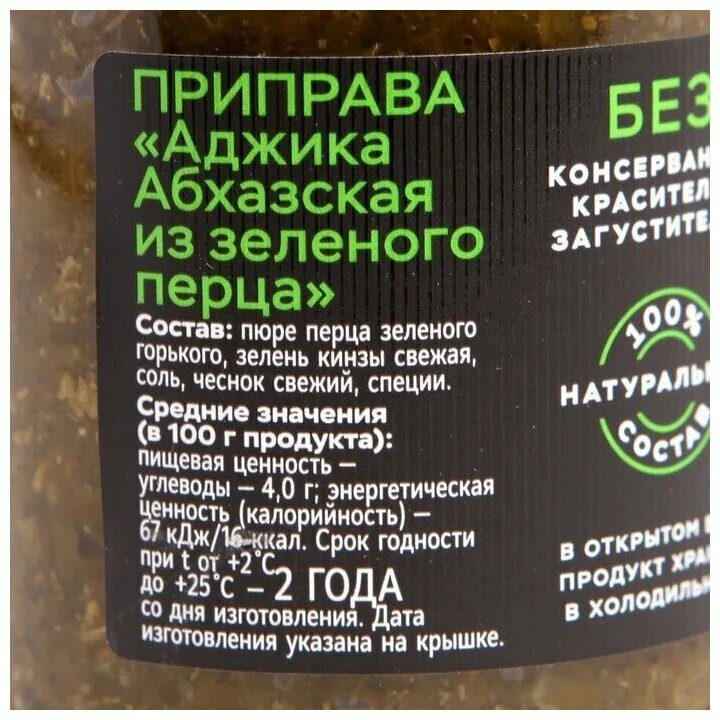 ПРИПРАВА
«Аджика
Абхазская
из зеленого
перца»
Состав: пюре перца зеленого
горького, зелень кинзы свежая,
соль, чеснок свежий, специи.
Средние значения
(в 100 г продукта):
пищевая ценность —
углеводы — 4,0 г; энергетическая
ценность (калорийность) —
67 кДж/16 ккал. Срок годности
при t от +2°С
до +25°С – 2 ГОДА
со дня изготовления. Дата
изготовления указана на крышке.
БЕЗ
КОНСЕРВАН
КРАСИТЕЛ
ЗАГУСТИТЕ
100%
НАТУРАЛЬ
СОСТАВ
В ОТКРЫТОМ
ПРОДУКТ ХРА
В ХОЛОДИЛЬ